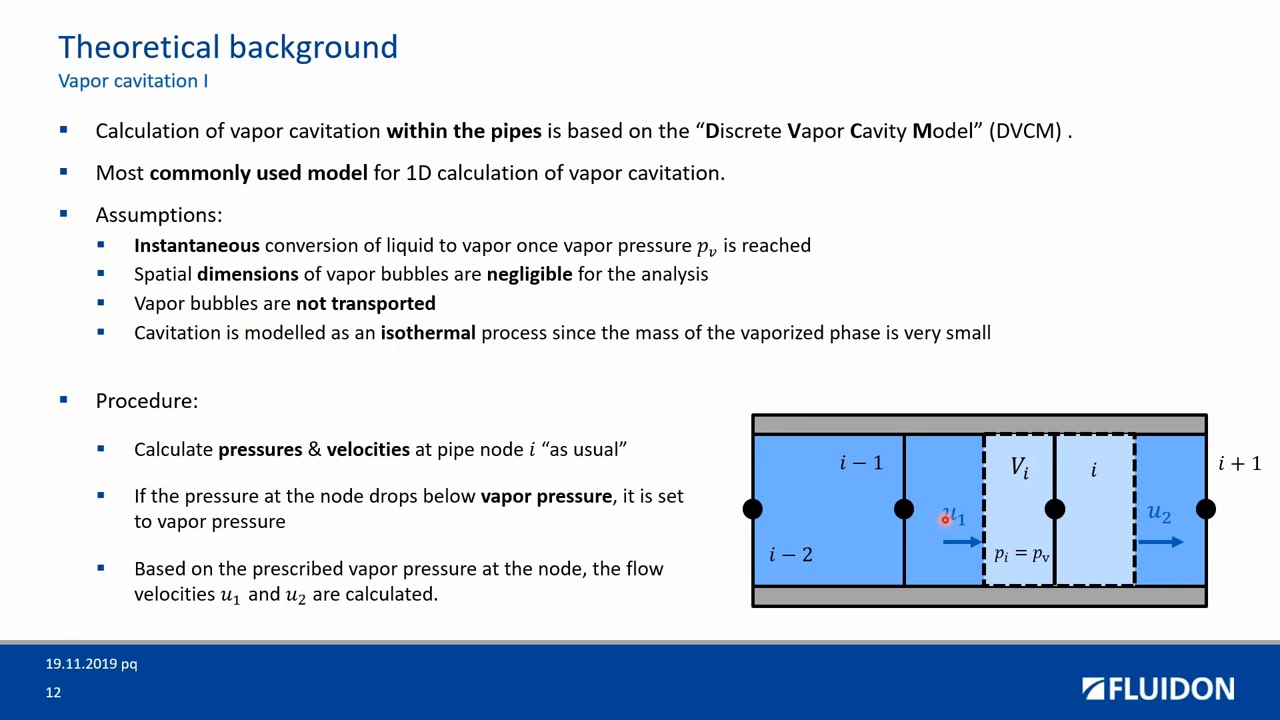 Theoretical background
Vapor cavitation I
▪ Calculation of vapor cavitation within the pipes is based on the “Discrete Vapor Cavity Model” (DVCM) .
▪ Most commonly used model for 1D calculation of vapor cavitation.
▪ Assumptions:
▪ Instantaneous conversion of liquid to vapor once vapor pressure pᵥ is reached
▪ Spatial dimensions of vapor bubbles are negligible for the analysis
▪ Vapor bubbles are not transported
▪ Cavitation is modelled as an isothermal process since the mass of the vaporized phase is very small
▪ Procedure:
▪ Calculate pressures & velocities at pipe node i “as usual”
▪ If the pressure at the node drops below vapor pressure, it is set
to vapor pressure
▪ Based on the prescribed vapor pressure at the node, the flow
velocities u₁ and u₂ are calculated.
i − 1
Vᵢ
i
i + 1
u₁
u₂
i − 2
pᵢ = pᵥ
19.11.2019 pq
12
FLUIDON